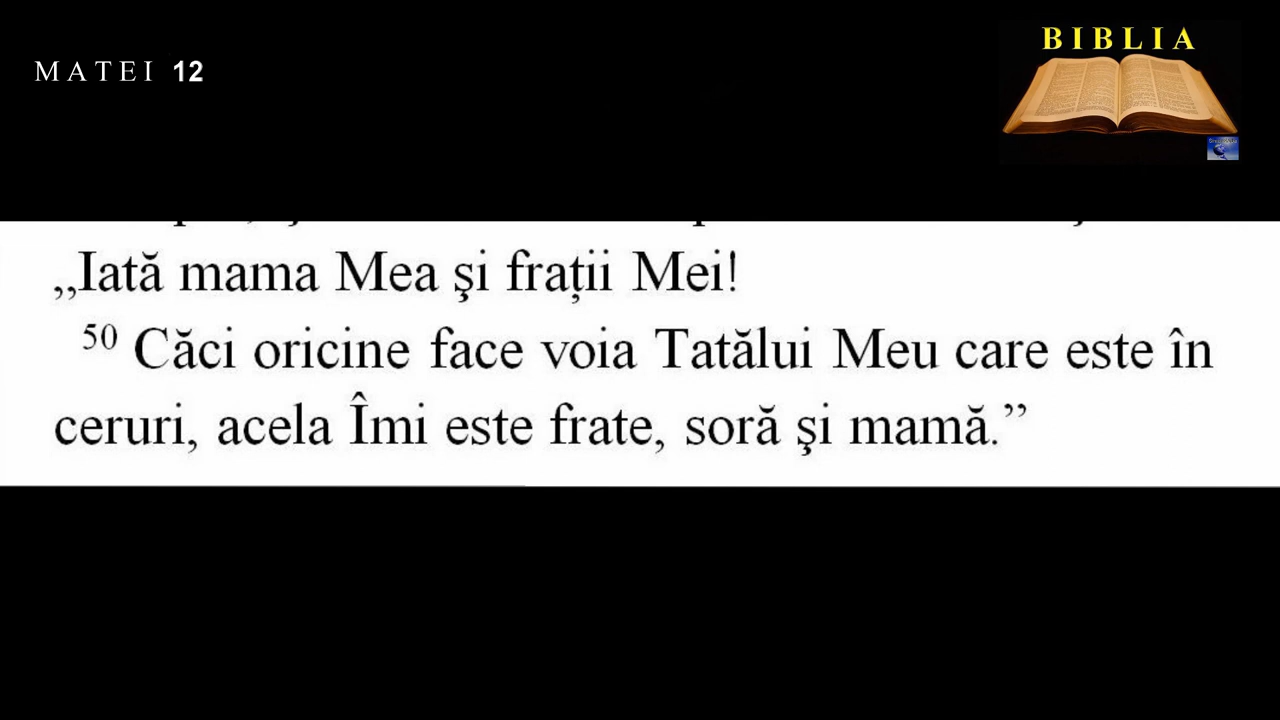 BIBLIA
MATEI 12
„Iată mama Mea şi fraţii Mei!
50 Căci oricine face voia Tatălui Meu care este în
ceruri, acela Îmi este frate, soră şi mamă.”